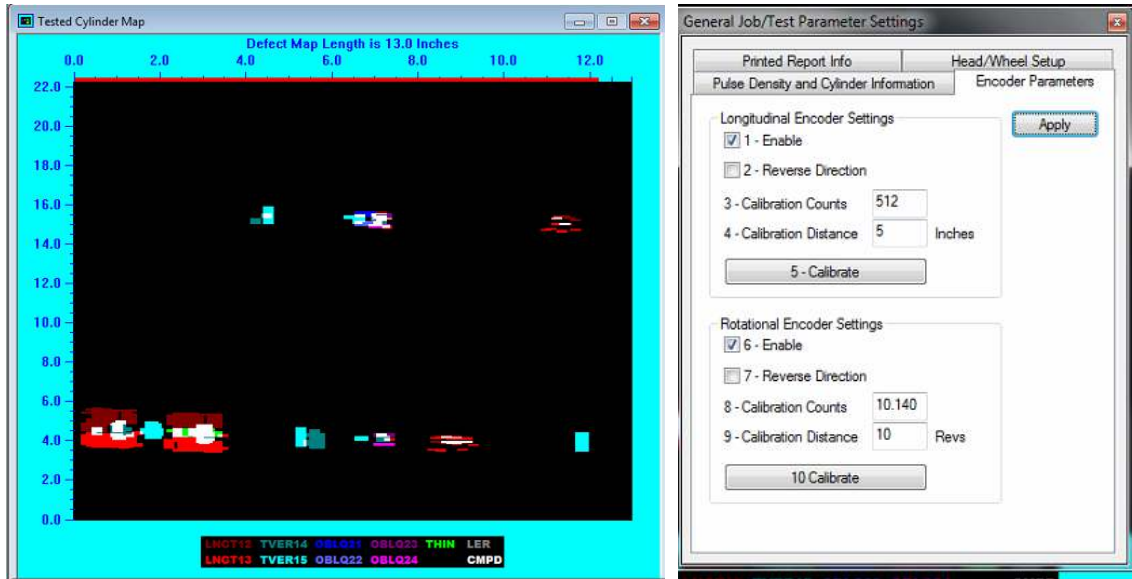 Tested Cylinder Map
Defect Map Length is 13.0 Inches
0.0 2.0 4.0 6.0 8.0 10.0 12.0
22.0
20.0
18.0
16.0
14.0
12.0
10.0
8.0
6.0
4.0
2.0
0.0
LNGT12 TVER14 OBLQ21 OBLQ23 THIN LER
LNGT13 TVER15 OBLQ22 OBLQ24 CMPD
General Job/Test Parameter Settings
Printed Report Info Head/Wheel Setup
Pulse Density and Cylinder Information Encoder Parameters
Longitudinal Encoder Settings
Apply
1 - Enable
2 - Reverse Direction
3 - Calibration Counts 512
4 - Calibration Distance 5 Inches
5 - Calibrate
Rotational Encoder Settings
6 - Enable
7 - Reverse Direction
8 - Calibration Counts 10.140
9 - Calibration Distance 10 Revs
10 Calibrate